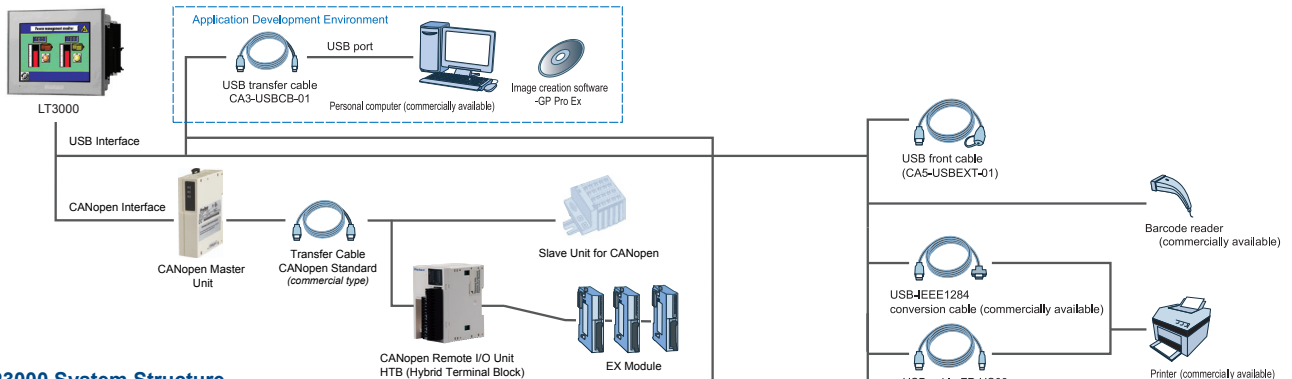 Application Development Environment
USB port
USB transfer cable
CA3-USBCB-01
Personal computer (commercially available)
Image creation software
-GP Pro Ex
LT3000
USB Interface
USB front cable
(CA5-USBEXT-01)
CANopen Interface
Barcode reader
(commercially available)
CANopen Master
Unit
Transfer Cable
CANopen Standard
(commercial type)
Slave Unit for CANopen
USB-IEEE1284
conversion cable (commercially available)
CANopen Remote I/O Unit
HTB (Hybrid Terminal Block)
EX Module
Printer (commercially available)
3000 System Structure